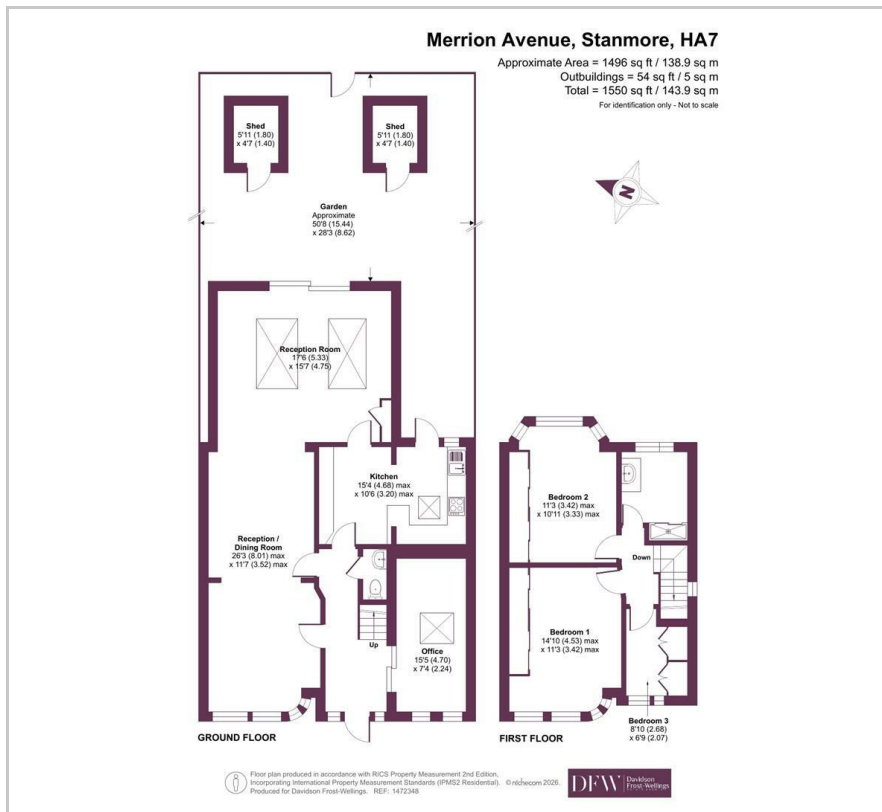 Merrion Avenue, Stanmore, HA7
Approximate Area = 1496 sq ft / 138.9 sq m
Outbuildings = 54 sq ft / 5 sq m
Total = 1550 sq ft / 143.9 sq m
For identification only - Not to scale
Shed
5'11 (1.80)
x 4'7 (1.40)
Shed
5'11 (1.80)
x 4'7 (1.40)
N
Garden
Approximate
50'8 (15.44)
x 28'3 (8.62)
Reception Room
17'6 (5.33)
x 15'7 (4.75)
Kitchen
15'4 (4.68) max
x 10'6 (3.20) max
Reception /
Dining Room
26'3 (8.01) max
x 11'7 (3.52) max
Up
Office
15'5 (4.70)
x 7'4 (2.24)
GROUND FLOOR
Bedroom 2
11'3 (3.42) max
x 10'11 (3.33) max
Down
Bedroom 1
14'10 (4.53) max
x 11'3 (3.42) max
Bedroom 3
8'10 (2.68)
x 6'9 (2.07)
FIRST FLOOR
Floor plan produced in accordance with RICS Property Measurement 2nd Edition,
Incorporating International Property Measurement Standards (IPMS2 Residential). © nichecom 2026.
Produced for Davidson Frost-Wellings. REF: 1472348
DFW Davidson
Frost-Wellings